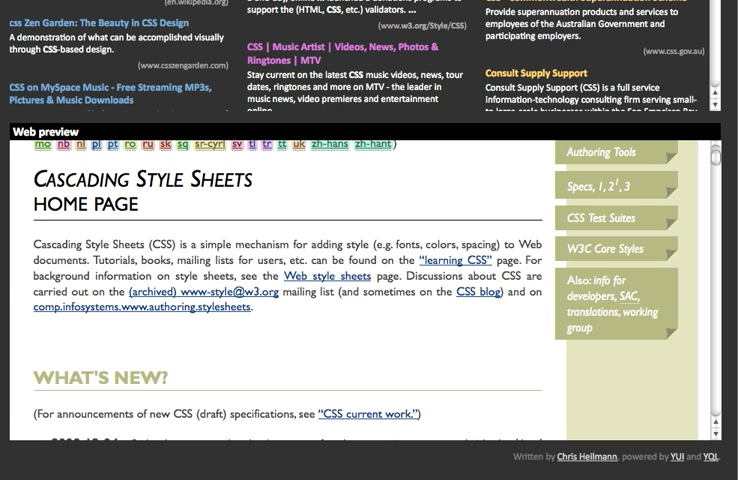 (en.wikipedia.org)
css Zen Garden: The Beauty in CSS Design
A demonstration of what can be accomplished visually
through CSS-based design.
(www.csszengarden.com)
CSS on MySpace Music - Free Streaming MP3s,
Pictures & Music Downloads
support the (HTML, CSS, etc.) validators. ...
(www.w3.org/Style/CSS)
CSS | Music Artist | Videos, News, Photos &
Ringtones | MTV
Stay current on the latest CSS music videos, news, tour
dates, ringtones and more on MTV - the leader in
music news, video premieres and entertainment
online.
Provide superannuation products and services to
employees of the Australian Government and
participating employers.
(www.css.gov.au)
Consult Supply Support
Consult Supply Support (CSS) is a full service
information-technology consulting firm serving small-
to large-scale businesses within the San Francisco Bay
Web preview
mo nb nl pl pt ro ru sk sq sr-cyrl sv tl tr tt uk zh-hans zh-hant)
CASCADING STYLE SHEETS
HOME PAGE
Cascading Style Sheets (CSS) is a simple mechanism for adding style (e.g. fonts, colors, spacing) to Web
documents. Tutorials, books, mailing lists for users, etc. can be found on the “learning CSS” page. For
background information on style sheets, see the Web style sheets page. Discussions about CSS are
carried out on the (archived) www-style@w3.org mailing list (and sometimes on the CSS blog) and on
comp.infosystems.www.authoring.stylesheets.
WHAT'S NEW?
(For announcements of new CSS (draft) specifications, see “CSS current work.”)
Authoring Tools
Specs, 1, 2¹, 3
CSS Test Suites
W3C Core Styles
Also: info for
developers, SAC,
translations, working
group
Written by Chris Heilmann, powered by YUI and YQL.